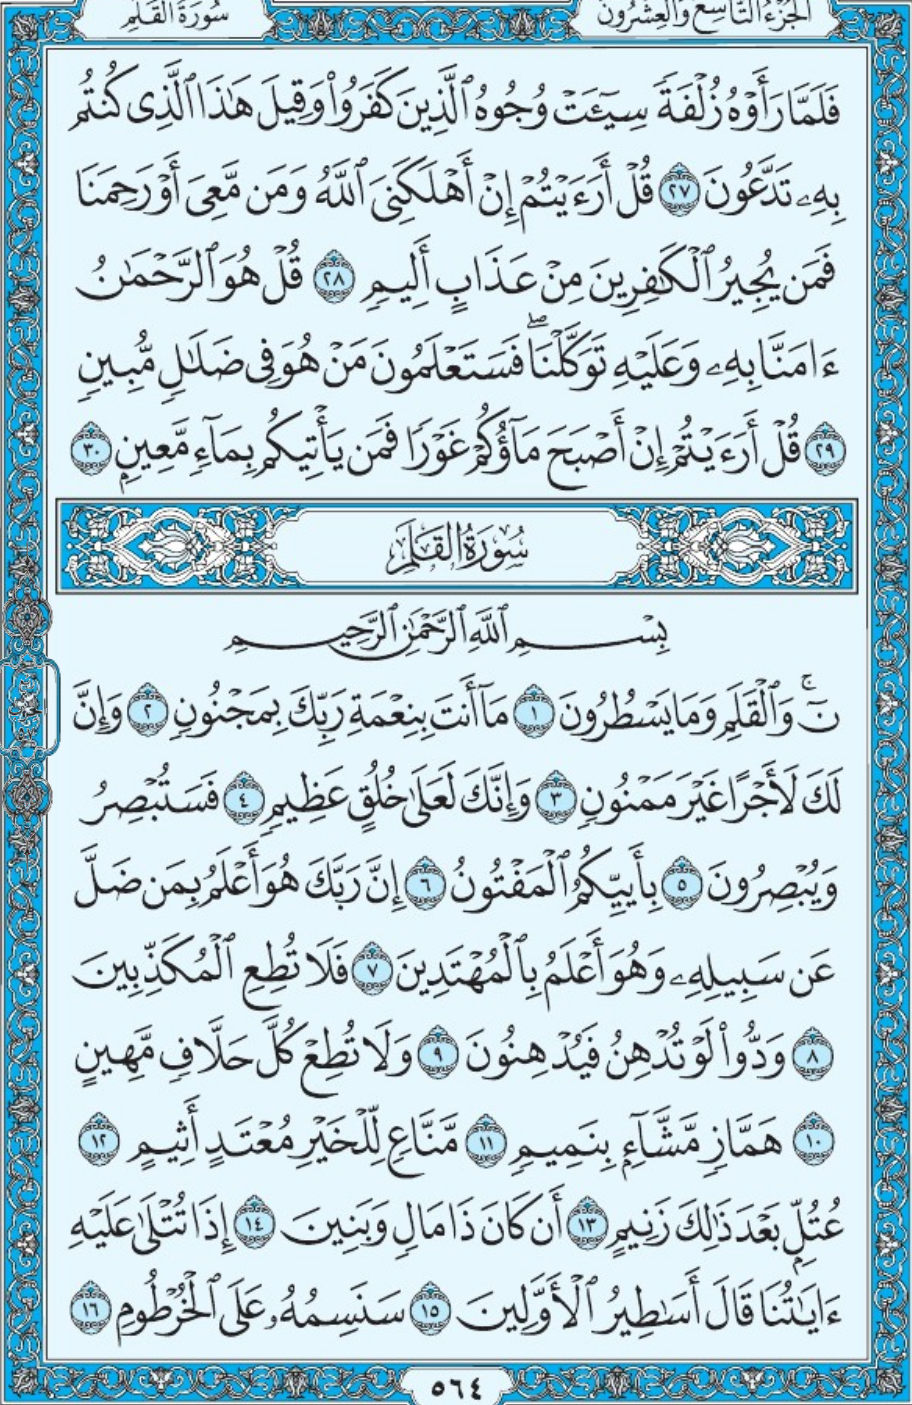 سُورَةُ القَلَمِ
الجُزْءُ التَّاسِعُ وَالعِشْرُونَ
فَلَمَّا رَأَوْهُ زُلْفَةً سِيٓـَٔتْ وُجُوهُ ٱلَّذِينَ كَفَرُوا۟ وَقِيلَ هَٰذَا ٱلَّذِى كُنتُم
بِهِۦ تَدَّعُونَ ٢٧ قُلْ أَرَءَيْتُمْ إِنْ أَهْلَكَنِىَ ٱللَّهُ وَمَن مَّعِىَ أَوْ رَحِمَنَا
فَمَن يُجِيرُ ٱلْكَٰفِرِينَ مِنْ عَذَابٍ أَلِيمٍ ٢٨ قُلْ هُوَ ٱلرَّحْمَٰنُ
ءَامَنَّا بِهِۦ وَعَلَيْهِ تَوَكَّلْنَاۖ فَسَتَعْلَمُونَ مَنْ هُوَ فِى ضَلَٰلٍ مُّبِينٍ
٢٩ قُلْ أَرَءَيْتُمْ إِنْ أَصْبَحَ مَآؤُكُمْ غَوْرًا فَمَن يَأْتِيكُم بِمَآءٍ مَّعِينٍ ٣٠
سُورَةُ القَلَمِ
بِسْمِ ٱللَّهِ ٱلرَّحْمَٰنِ ٱلرَّحِيمِ
نٓۚ وَٱلْقَلَمِ وَمَا يَسْطُرُونَ ١ مَآ أَنتَ بِنِعْمَةِ رَبِّكَ بِمَجْنُونٍ ٢ وَإِنَّ
لَكَ لَأَجْرًا غَيْرَ مَمْنُونٍ ٣ وَإِنَّكَ لَعَلَىٰ خُلُقٍ عَظِيمٍ ٤ فَسَتُبْصِرُ
وَيُبْصِرُونَ ٥ بِأَييِّكُمُ ٱلْمَفْتُونُ ٦ إِنَّ رَبَّكَ هُوَ أَعْلَمُ بِمَن ضَلَّ
عَن سَبِيلِهِۦ وَهُوَ أَعْلَمُ بِٱلْمُهْتَدِينَ ٧ فَلَا تُطِعِ ٱلْمُكَذِّبِينَ
٨ وَدُّوا۟ لَوْ تُدْهِنُ فَيُدْهِنُونَ ٩ وَلَا تُطِعْ كُلَّ حَلَّافٍ مَّهِينٍ
١٠ هَمَّازٍ مَّشَّآءٍۭ بِنَمِيمٍ ١١ مَّنَّاعٍ لِّلْخَيْرِ مُعْتَدٍ أَثِيمٍ ١٢
عُتُلٍّۭ بَعْدَ ذَٰلِكَ زَنِيمٍ ١٣ أَن كَانَ ذَا مَالٍ وَبَنِينَ ١٤ إِذَا تُتْلَىٰ عَلَيْهِ
ءَايَٰتُنَا قَالَ أَسَٰطِيرُ ٱلْأَوَّلِينَ ١٥ سَنَسِمُهُۥ عَلَى ٱلْخُرْطُومِ ١٦
٥٦٤